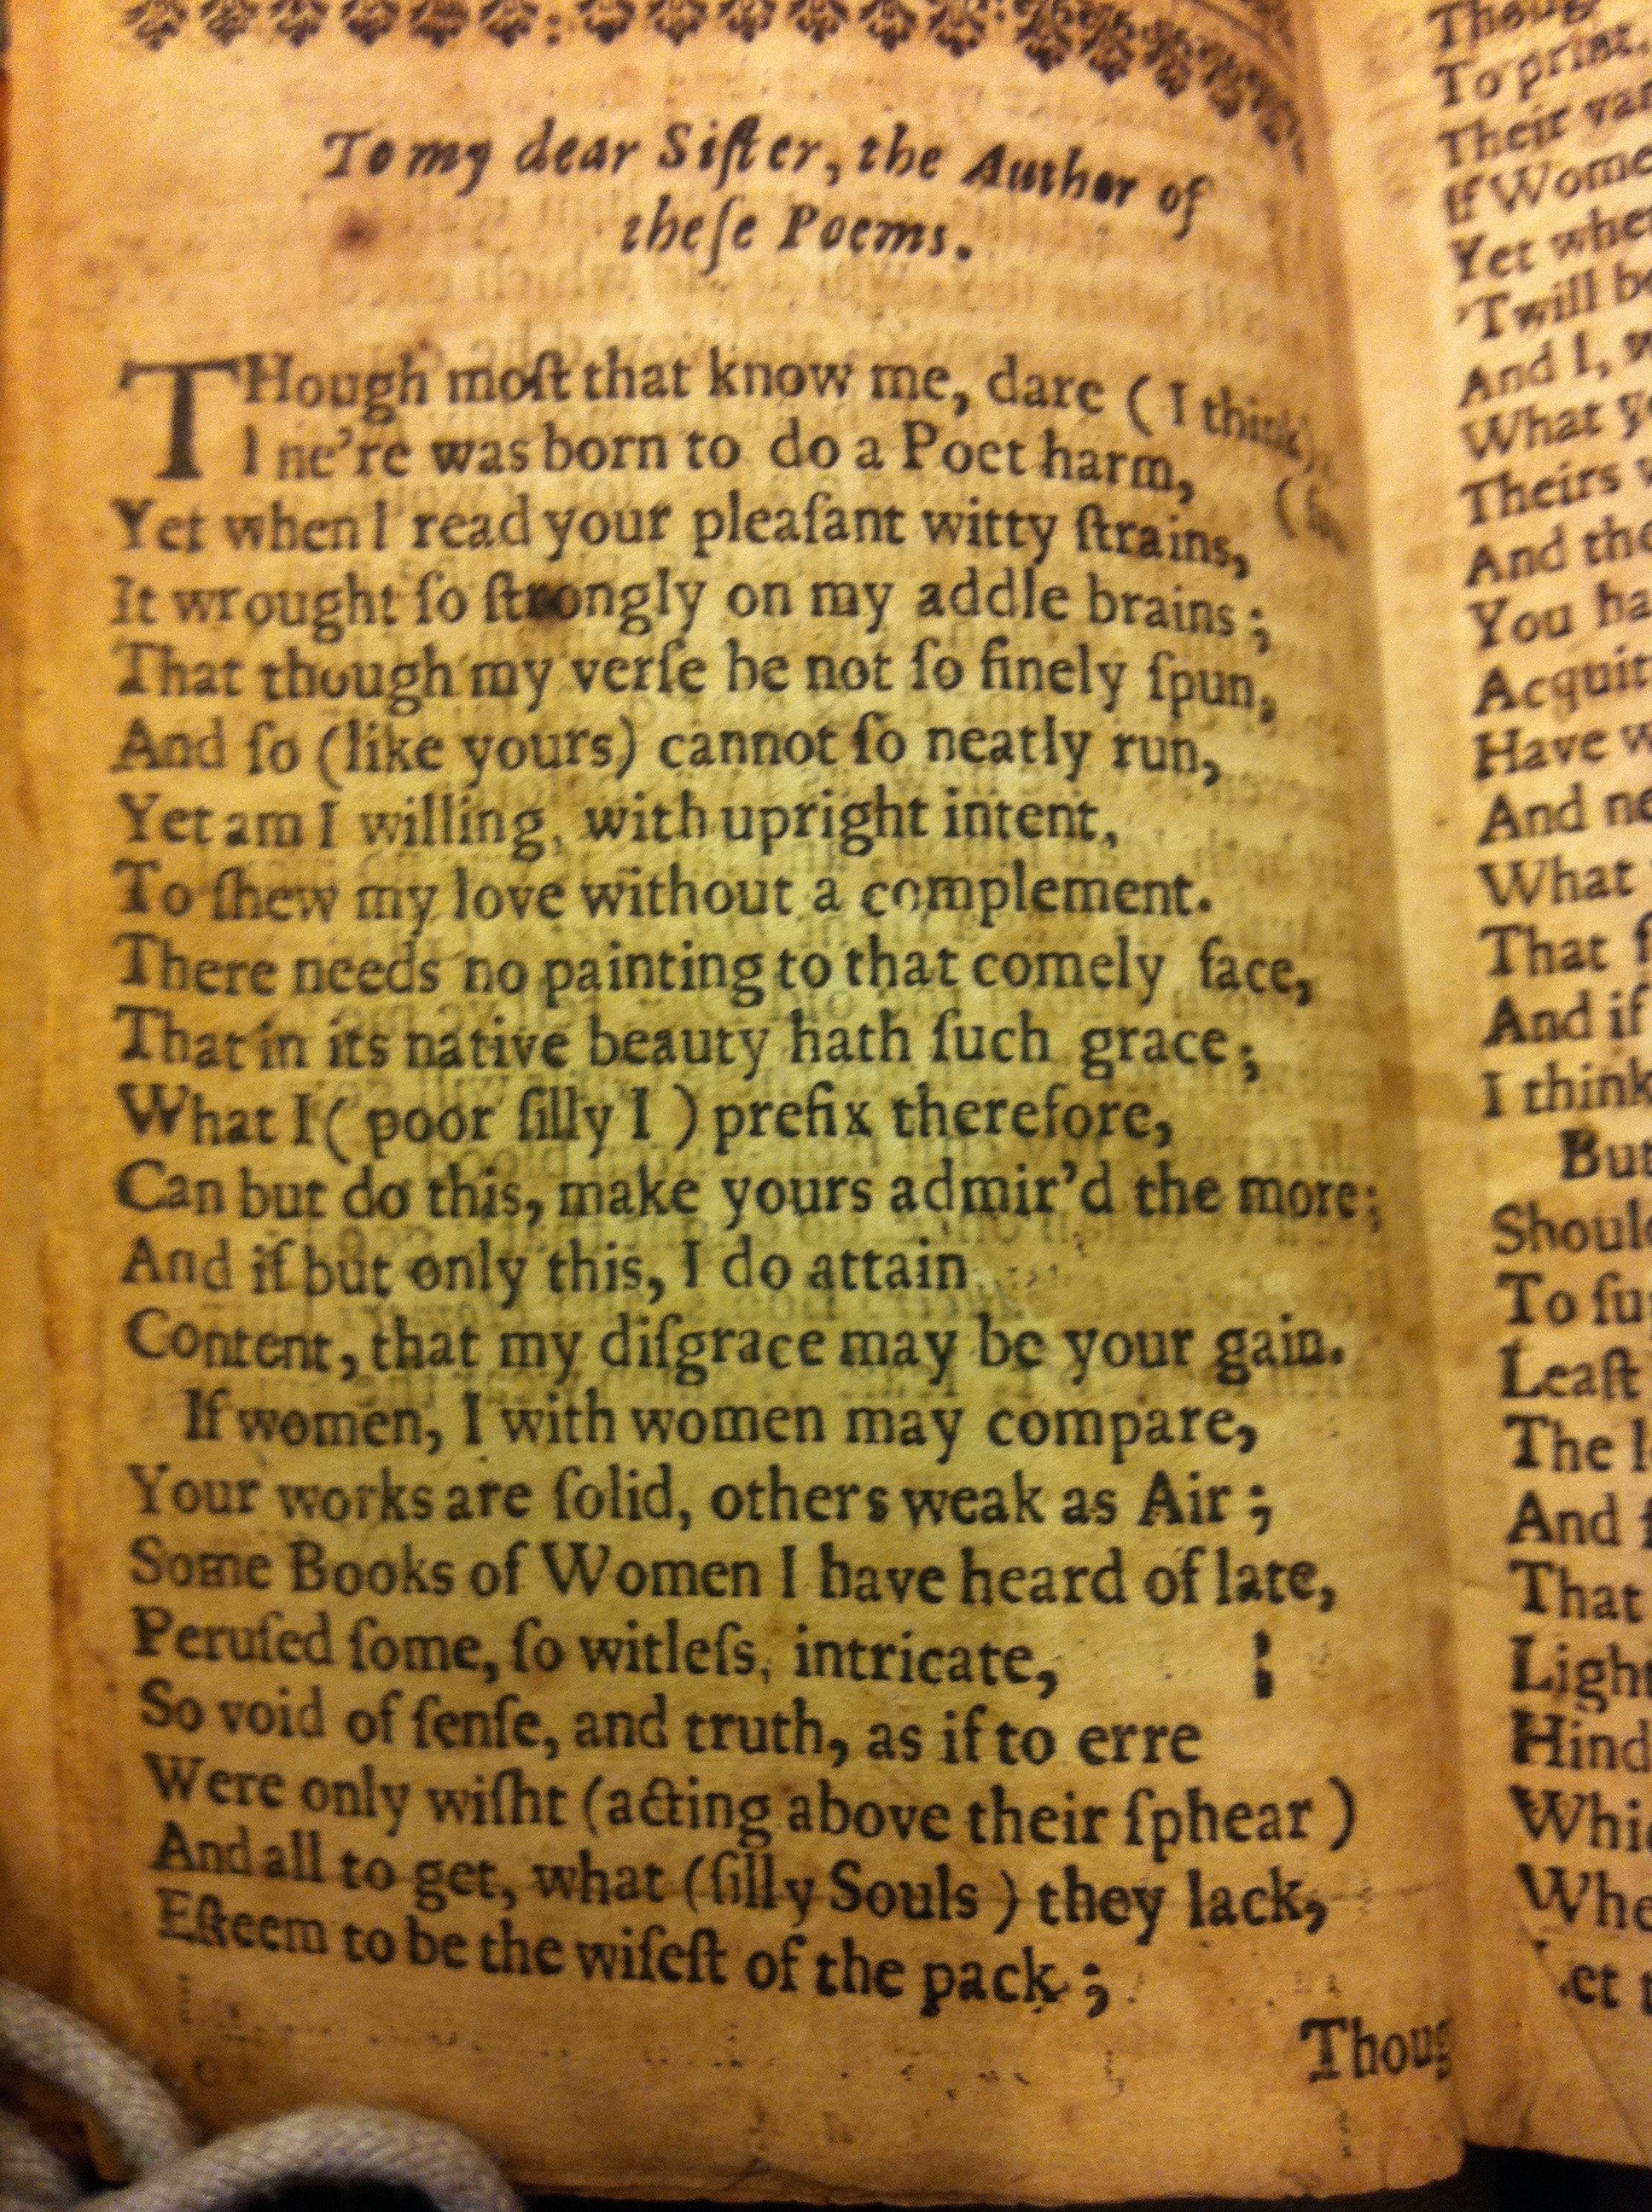 To my dear Siſter, the Author of
theſe Poems.
THough moſt that know me, dare ( I think)
I ne're was born to do a Poet harm,
Yet when I read your pleaſant witty ſtrains,
It wrought ſo ſtrongly on my addle brains;
That though my verſe be not ſo finely ſpun,
And ſo (like yours) cannot ſo neatly run,
Yet am I willing, with upright intent,
To ſhew my love without a complement.
There needs no painting to that comely face,
That in its native beauty hath ſuch grace;
What I ( poor ſilly I ) prefix therefore,
Can but do this, make yours admir'd the more;
And if but only this, I do attain
Content, that my diſgrace may be your gain.
If women, I with women may compare,
Your works are ſolid, others weak as Air;
Some Books of Women I have heard of late,
Peruſed ſome, ſo witleſs, intricate,
So void of ſenſe, and truth, as if to erre
Were only wiſht (acting above their ſphear )
And all to get, what (ſilly Souls ) they lack,
Eſteem to be the wiſeſt of the pack;
Thoug
Thoug
To print,
Their
If Wome
Yet whe
'Twill be
And I, w
What y
Theirs
And the
You ha
Acquit
Have w
And ne
What
That f
And if
I think
But
Shoul
To ſu
Leaſt
The l
And
That
Ligh
Hind
Whi
Whe
et